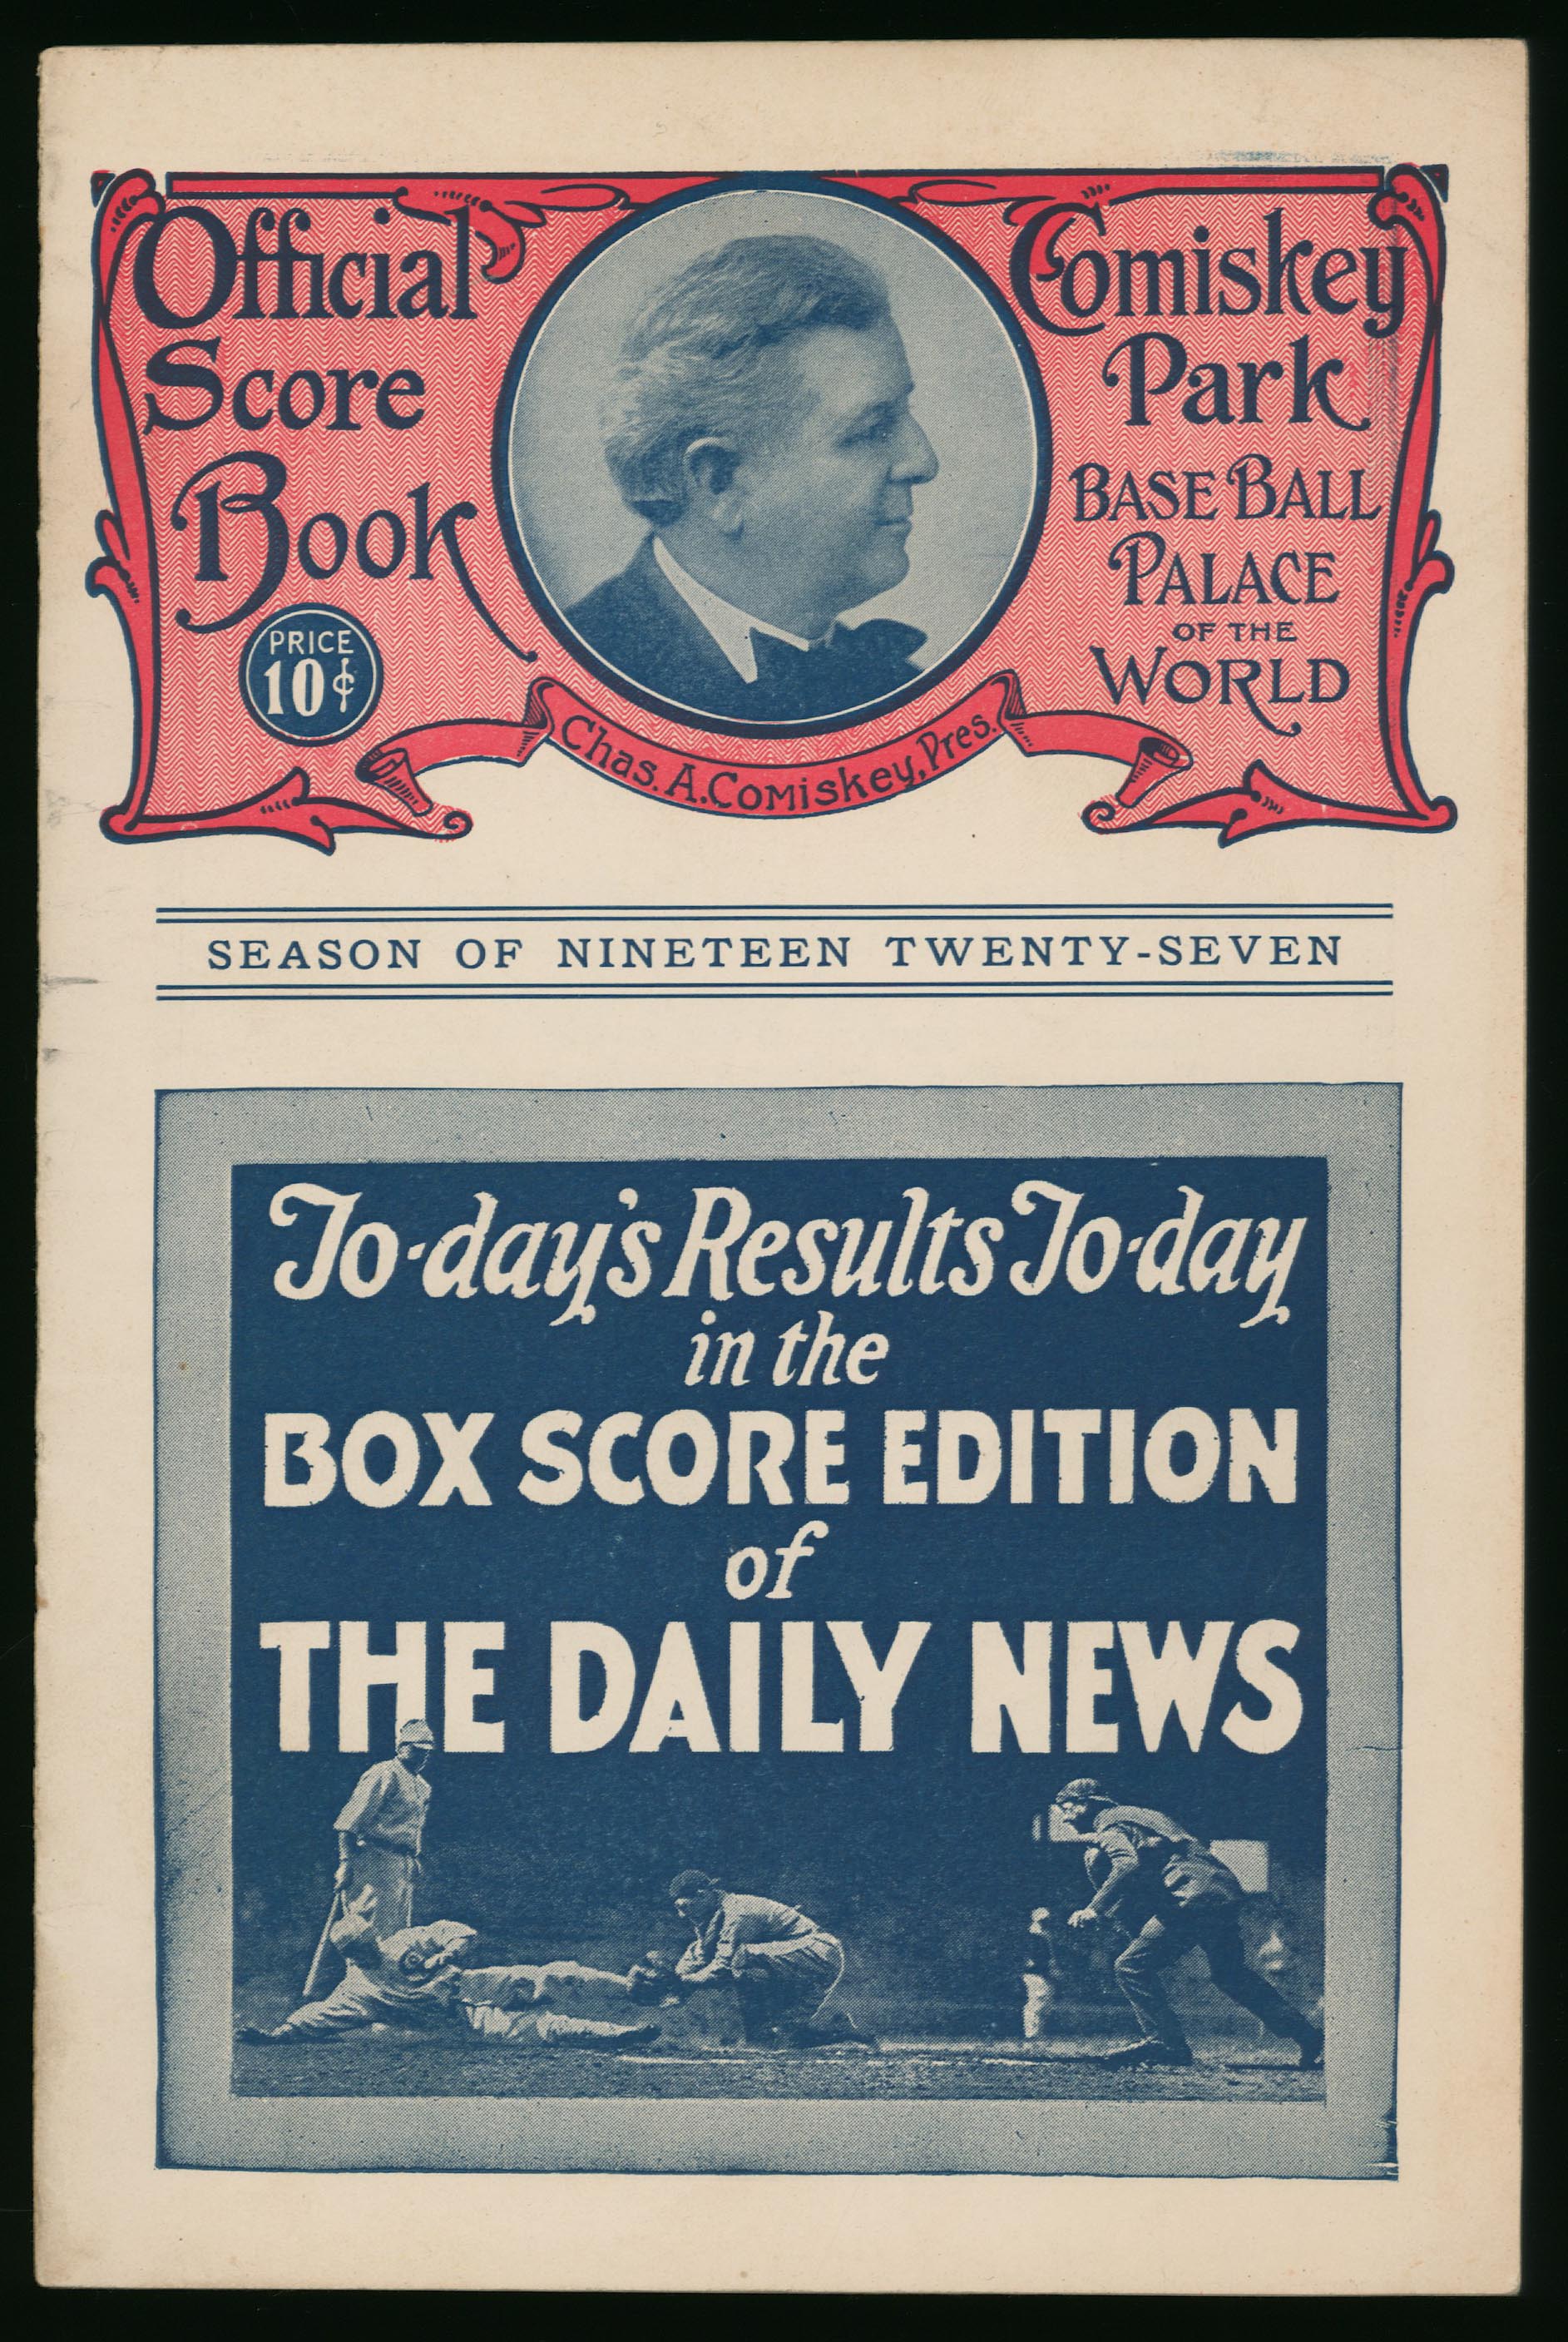 Official
Score
Book
PRICE
10¢
Comiskey
Park
BASE BALL
PALACE
OF THE
WORLD
Chas. A. Comiskey, Pres.
SEASON OF NINETEEN TWENTY-SEVEN
To-day's Results To-day
in the
BOX SCORE EDITION
of
THE DAILY NEWS